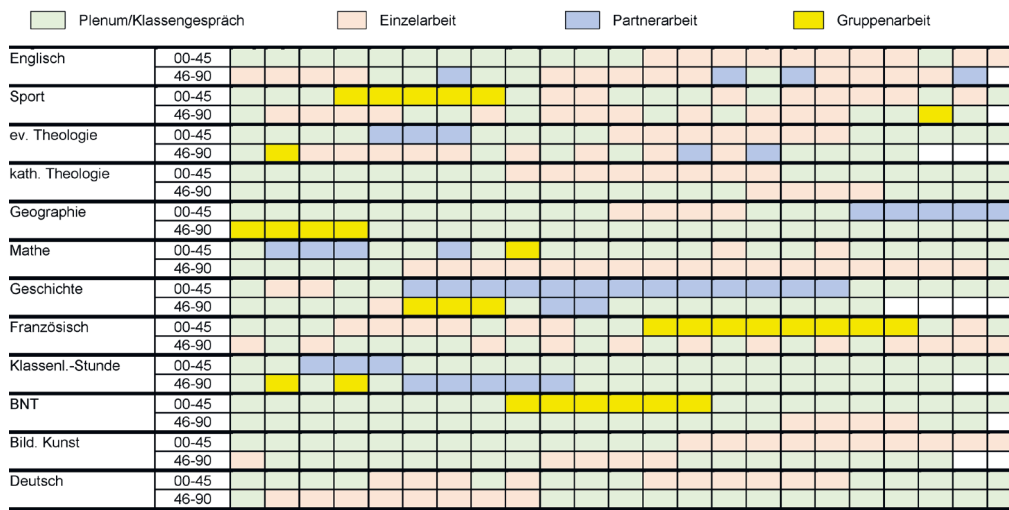 Plenum/Klassengespräch Einzelarbeit Partnerarbeit Gruppenarbeit
Englisch 00-45
46-90
Sport 00-45
46-90
ev. Theologie 00-45
46-90
kath. Theologie 00-45
46-90
Geographie 00-45
46-90
Mathe 00-45
46-90
Geschichte 00-45
46-90
Französisch 00-45
46-90
Klassenl.-Stunde 00-45
46-90
BNT 00-45
46-90
Bild. Kunst 00-45
46-90
Deutsch 00-45
46-90